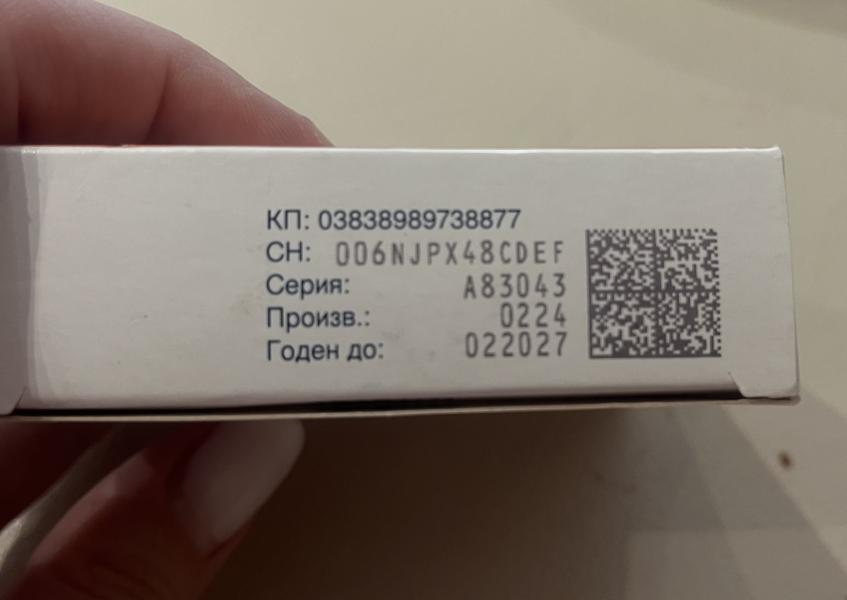 КП: 03838989738877
СН: 006NJPX48CDEF
Серия: A83043
Произв.: 0224
Годен до: 022027